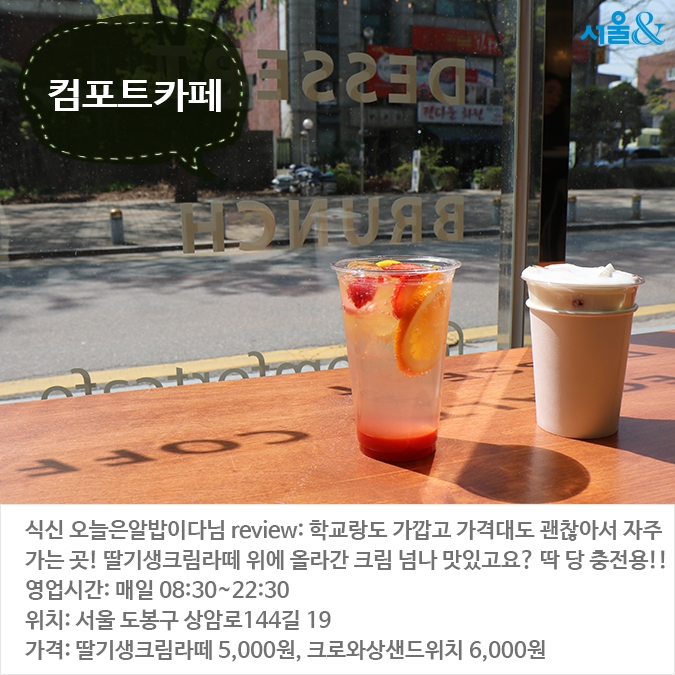 서울&
컴포트카페
DESSERT
BRUNCH
comfortcafe
COFF
식신 오늘은알밥이다님 review: 학교랑도 가깝고 가격대도 괜찮아서 자주
가는 곳! 딸기생크림라떼 위에 올라간 크림 넘나 맛있고요? 딱 당 충전용!!
영업시간: 매일 08:30~22:30
위치: 서울 도봉구 상암로144길 19
가격: 딸기생크림라떼 5,000원, 크로와상샌드위치 6,000원